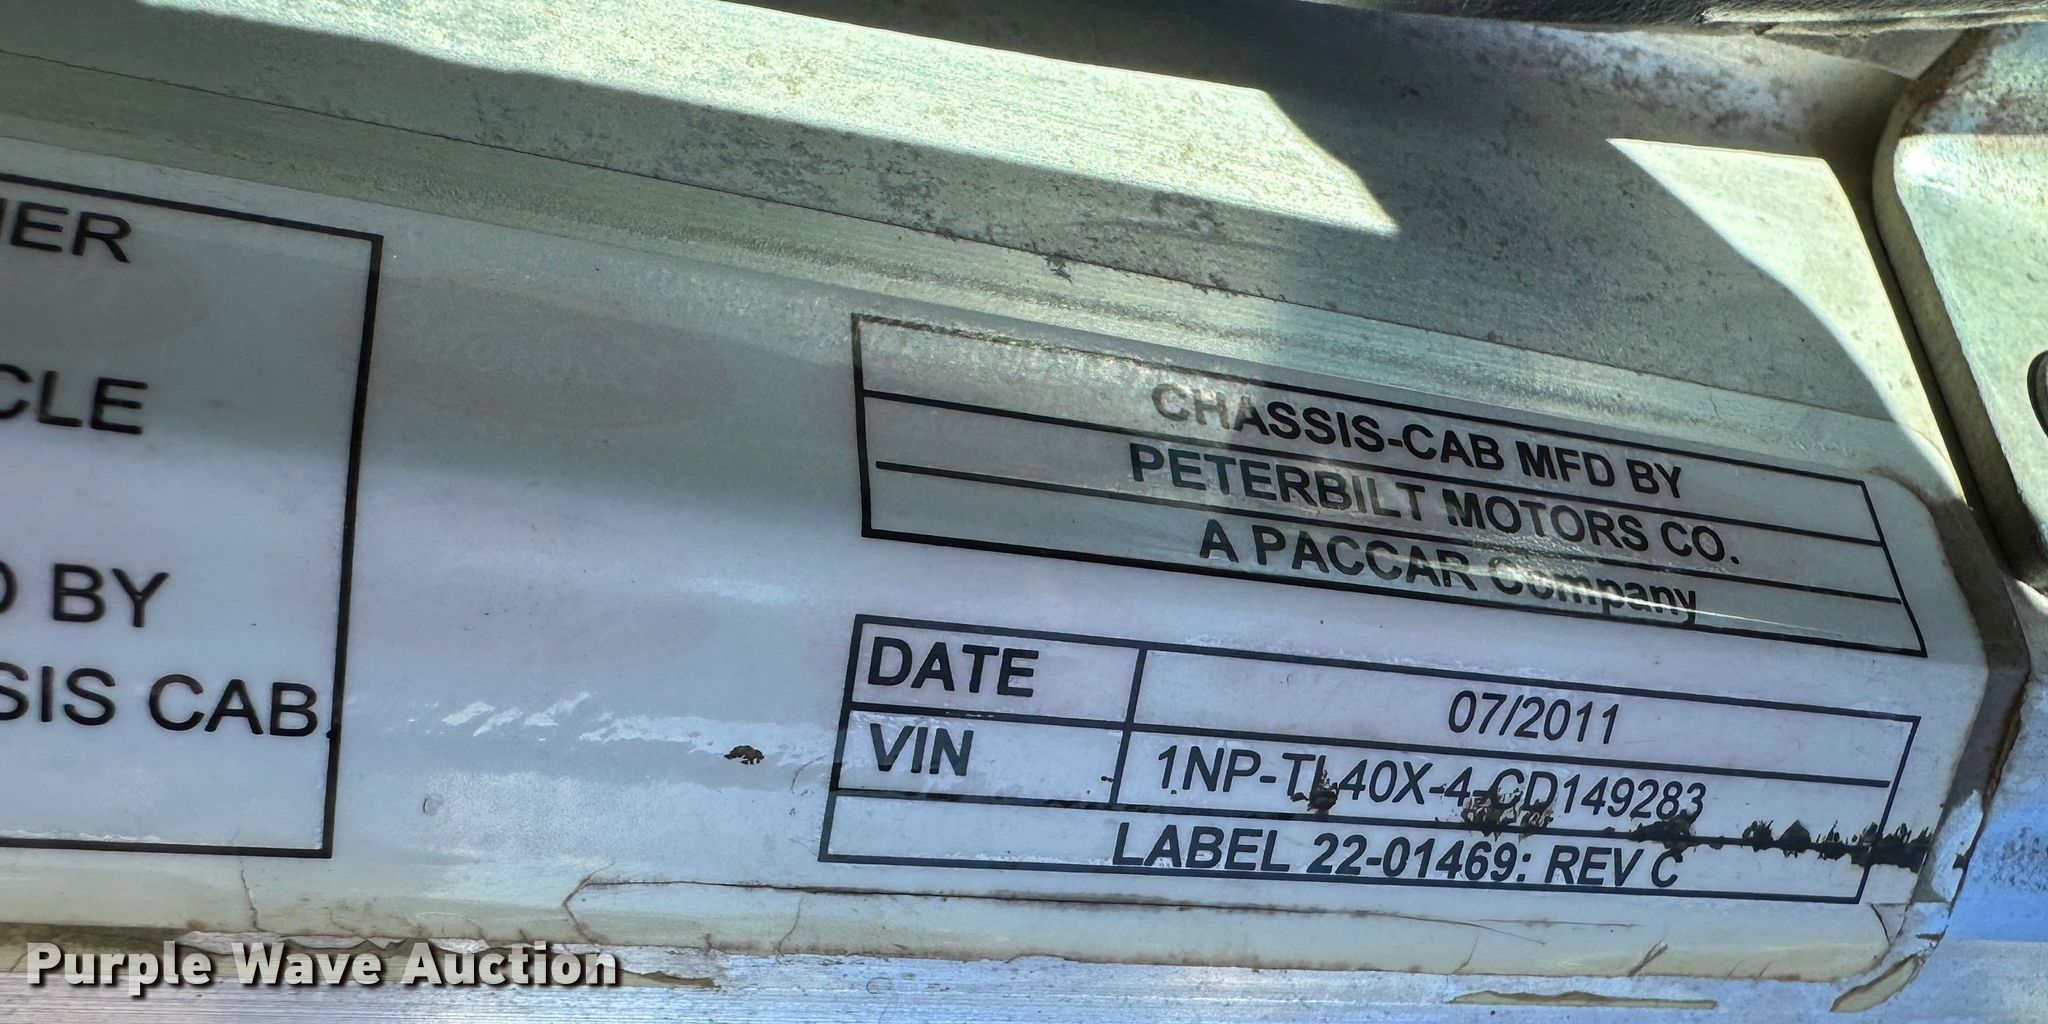 CLE
D BY
SIS CAB.
CHASSIS-CAB MFD BY
PETERBILT MOTORS CO.
A PACCAR Company
DATE 07/2011
VIN 1NP-TL40X-4-CD149283
LABEL 22-01469: REV C
Purple Wave Auction